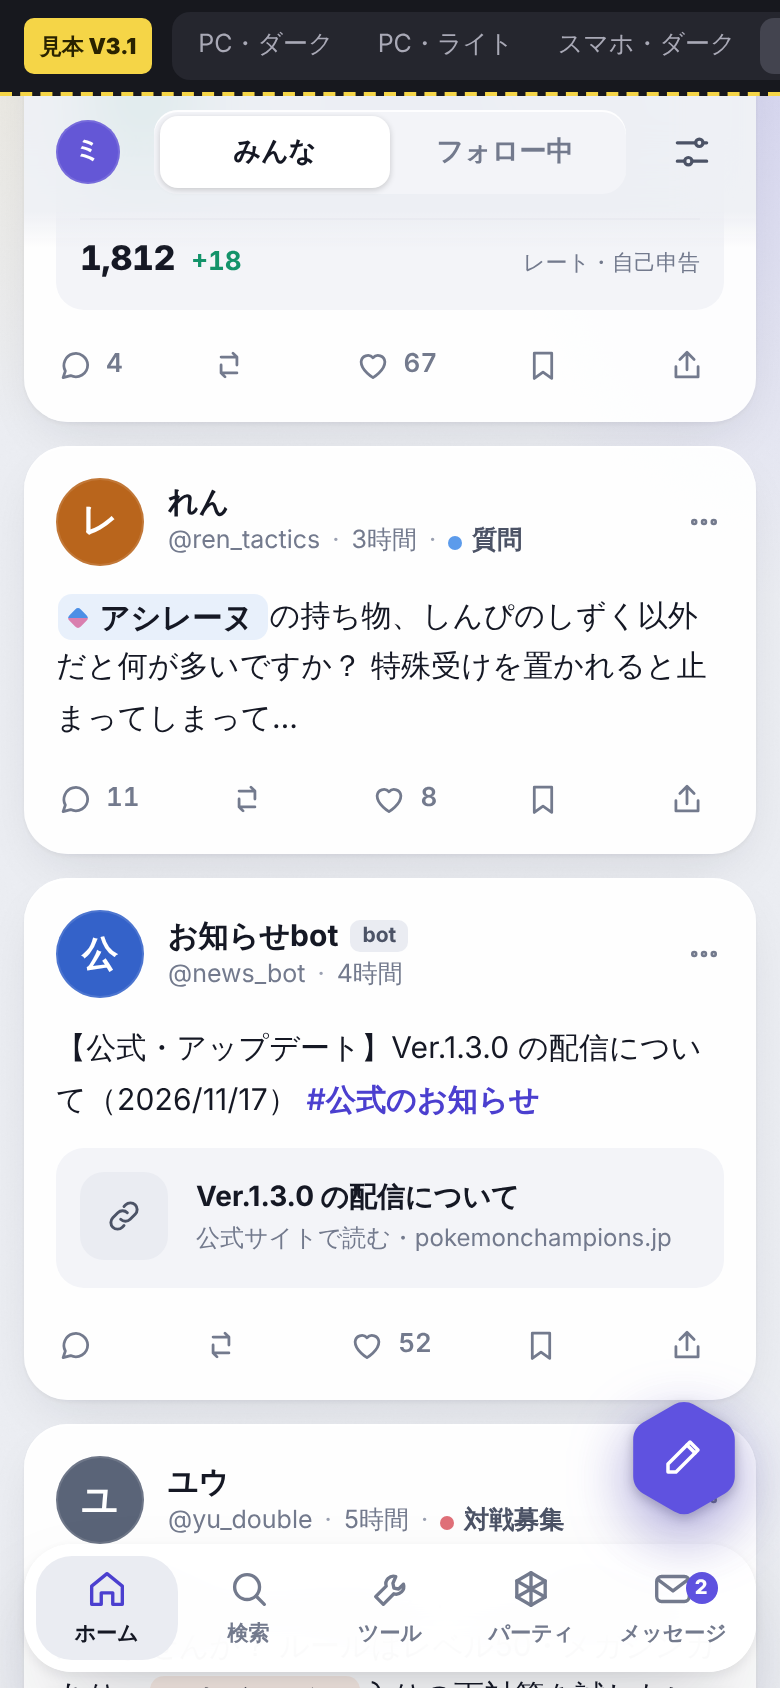 見本 V3.1
PC・ダーク
PC・ライト
スマホ・ダーク
ミ
みんな
フォロー中
1,812 +18
レート・自己申告
4
67
レ
れん
@ren_tactics · 3時間 · 質問
アシレーヌの持ち物、しんぴのしずく以外
だと何が多いですか？ 特殊受けを置かれると止
まってしまって…
11
8
公
お知らせbot bot
@news_bot · 4時間
【公式・アップデート】Ver.1.3.0 の配信につい
て（2026/11/17） #公式のお知らせ
Ver.1.3.0 の配信について
公式サイトで読む・pokemonchampions.jp
52
ユ
ユウ
@yu_double · 5時間 · 対戦募集
2
ホーム
検索
ツール
パーティ
メッセージ